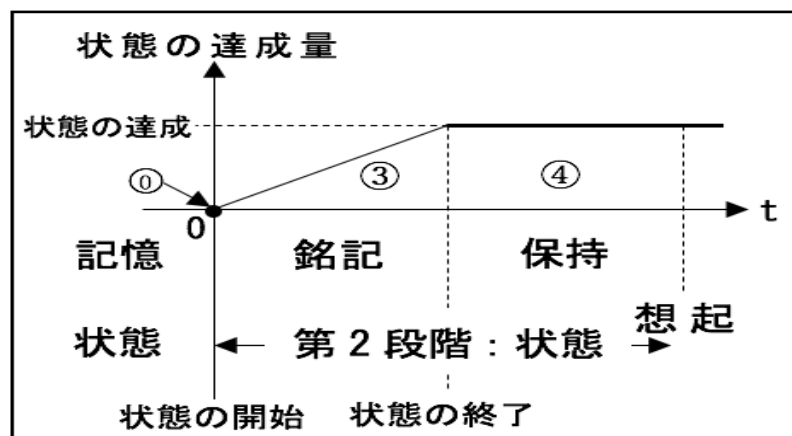 状態の達成量
状態の達成
⓪
③
④
0
t
記憶
銘記
保持
想起
状態
第2段階:状態
状態の開始
状態の終了